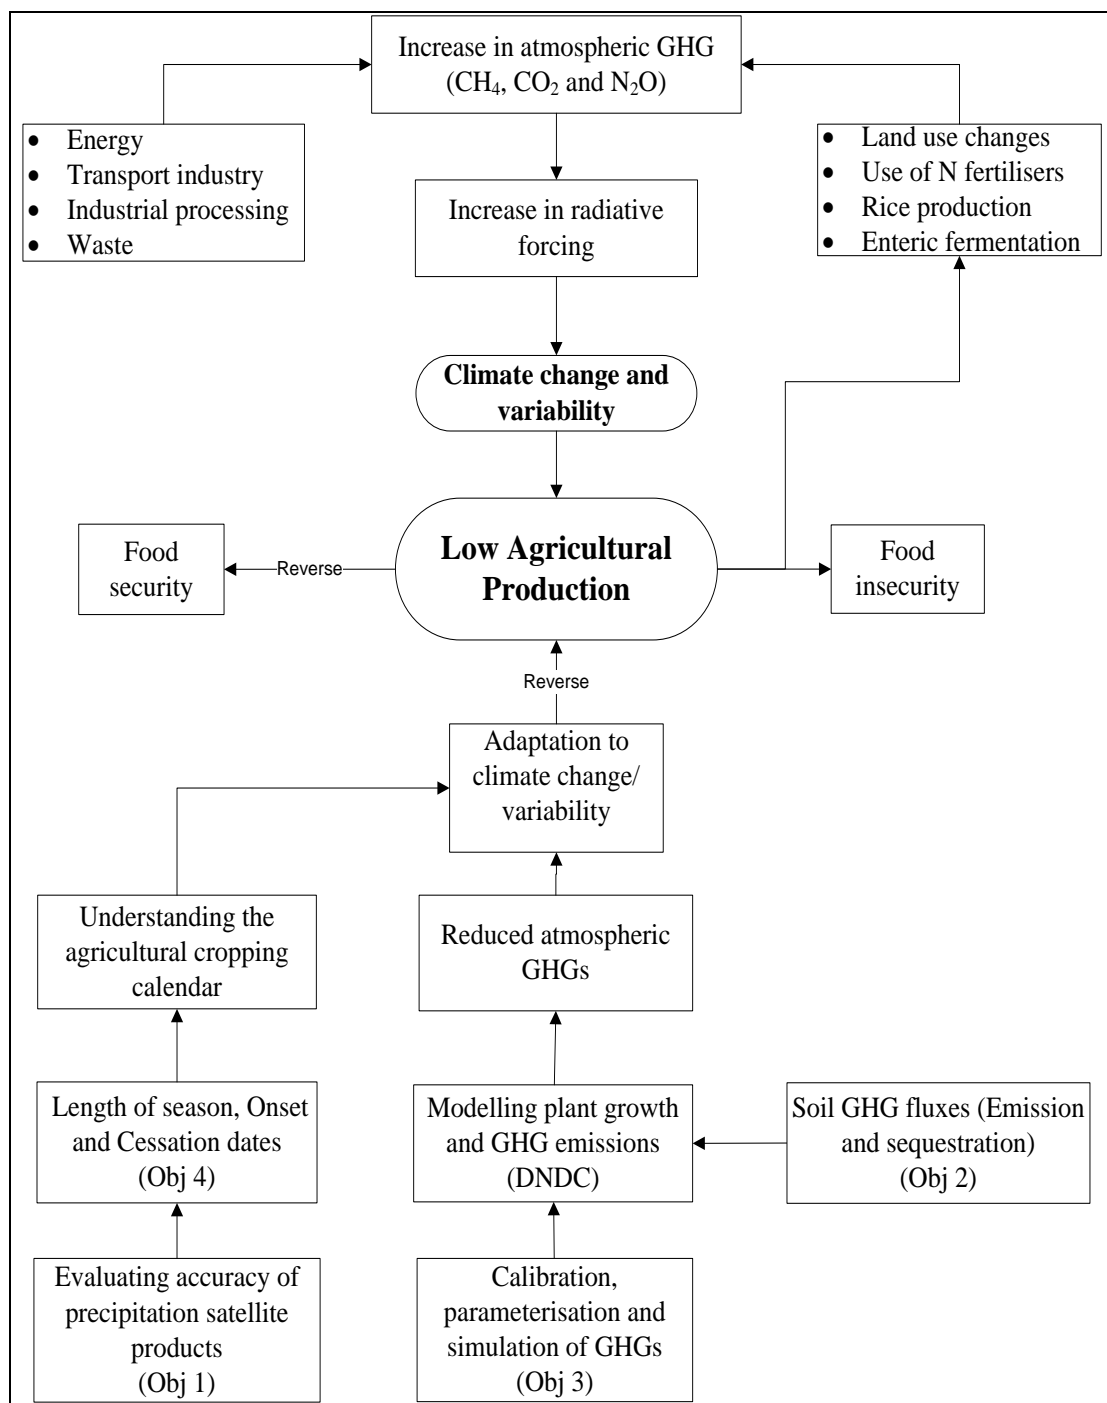 Increase in atmospheric GHG
(CH₄, CO₂ and N₂O)
• Energy
• Transport industry
• Industrial processing
• Waste
• Land use changes
• Use of N fertilisers
• Rice production
• Enteric fermentation
Increase in radiative
forcing
Climate change and
variability
Food
security
Reverse
Low Agricultural
Production
Food
insecurity
Reverse
Adaptation to
climate change/
variability
Understanding the
agricultural cropping
calendar
Reduced atmospheric
GHGs
Length of season, Onset
and Cessation dates
(Obj 4)
Modelling plant growth
and GHG emissions
(DNDC)
Soil GHG fluxes (Emission
and sequestration)
(Obj 2)
Evaluating accuracy of
precipitation satellite
products
(Obj 1)
Calibration,
parameterisation and
simulation of GHGs
(Obj 3)